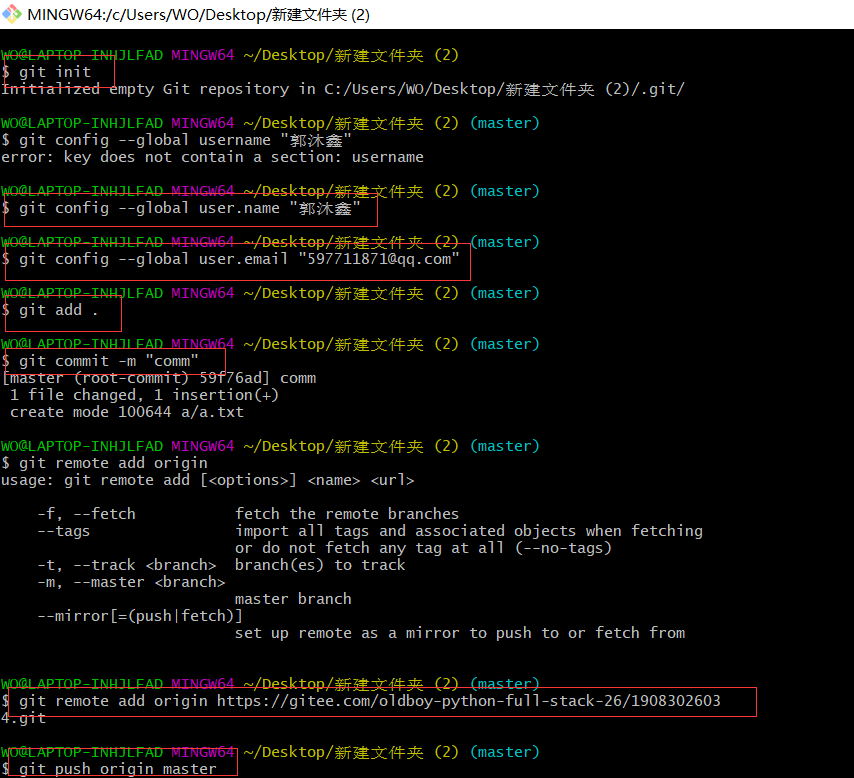 MINGW64:/c/Users/WO/Desktop/新建文件夹 (2)
WO@LAPTOP-INHJLFAD MINGW64 ~/Desktop/新建文件夹 (2)
$ git init
Initialized empty Git repository in C:/Users/WO/Desktop/新建文件夹 (2)/.git/
WO@LAPTOP-INHJLFAD MINGW64 ~/Desktop/新建文件夹 (2) (master)
$ git config --global username "郭沐鑫"
error: key does not contain a section: username
WO@LAPTOP-INHJLFAD MINGW64 ~/Desktop/新建文件夹 (2) (master)
$ git config --global user.name "郭沐鑫"
WO@LAPTOP-INHJLFAD MINGW64 ~/Desktop/新建文件夹 (2) (master)
$ git config --global user.email "597711871@qq.com"
WO@LAPTOP-INHJLFAD MINGW64 ~/Desktop/新建文件夹 (2) (master)
$ git add .
WO@LAPTOP-INHJLFAD MINGW64 ~/Desktop/新建文件夹 (2) (master)
$ git commit -m "comm"
[master (root-commit) 59f76ad] comm
 1 file changed, 1 insertion(+)
 create mode 100644 a/a.txt
WO@LAPTOP-INHJLFAD MINGW64 ~/Desktop/新建文件夹 (2) (master)
$ git remote add origin
usage: git remote add [<options>] <name> <url>
    -f, --fetch           fetch the remote branches
    --tags                import all tags and associated objects when fetching
                          or do not fetch any tag at all (--no-tags)
    -t, --track <branch>  branch(es) to track
    -m, --master <branch>
                          master branch
    --mirror[=(push|fetch)]
                          set up remote as a mirror to push to or fetch from
WO@LAPTOP-INHJLFAD MINGW64 ~/Desktop/新建文件夹 (2) (master)
$ git remote add origin https://gitee.com/oldboy-python-full-stack-26/1908302603
4.git
WO@LAPTOP-INHJLFAD MINGW64 ~/Desktop/新建文件夹 (2) (master)
$ git push origin master